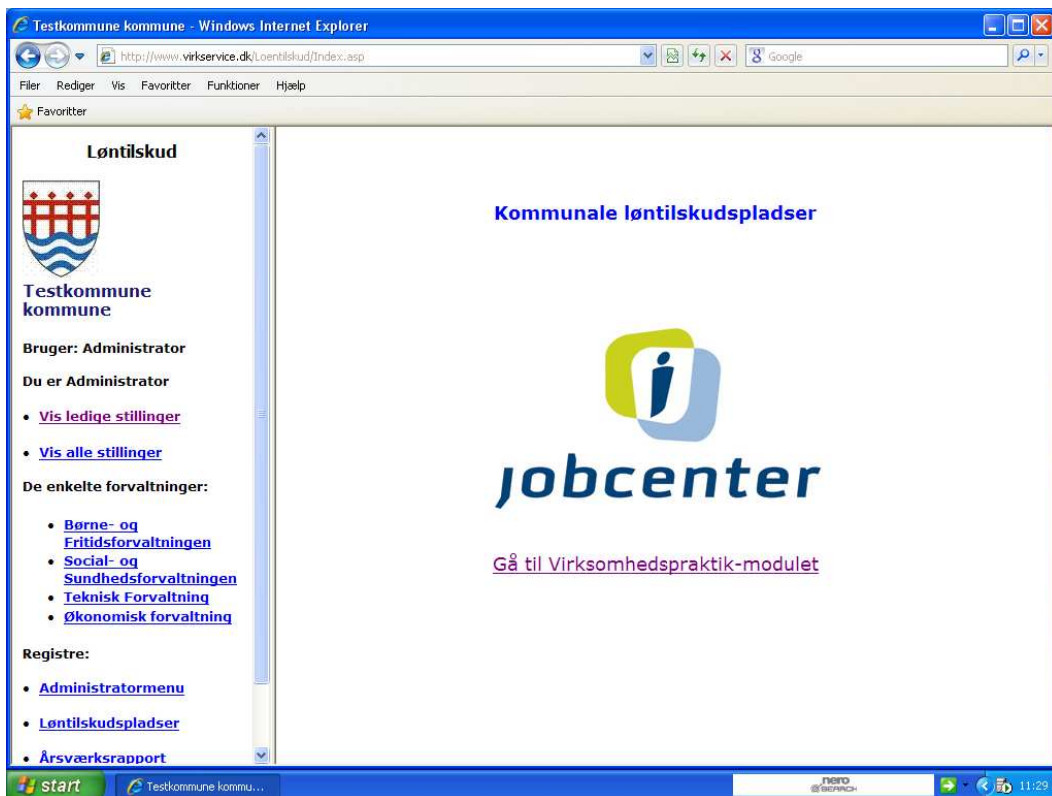 Testkommune kommune - Windows Internet Explorer
http://www.virkservice.dk/Loentilskud/Index.asp
Google
Filer Rediger Vis Favoritter Funktioner Hjælp
Favoritter
Løntilskud
Testkommune
kommune
Bruger: Administrator
Du er Administrator
• Vis ledige stillinger
• Vis alle stillinger
De enkelte forvaltninger:
• Børne- og
Fritidsforvaltningen
• Social- og
Sundhedsforvaltningen
• Teknisk Forvaltning
• Økonomisk forvaltning
Registre:
• Administratormenu
• Løntilskudspladser
• Årsværksrapport
Kommunale løntilskudspladser
jobcenter
Gå til Virksomhedspraktik-modulet
start
Testkommune kommu...
nero
SEARCH
11:29